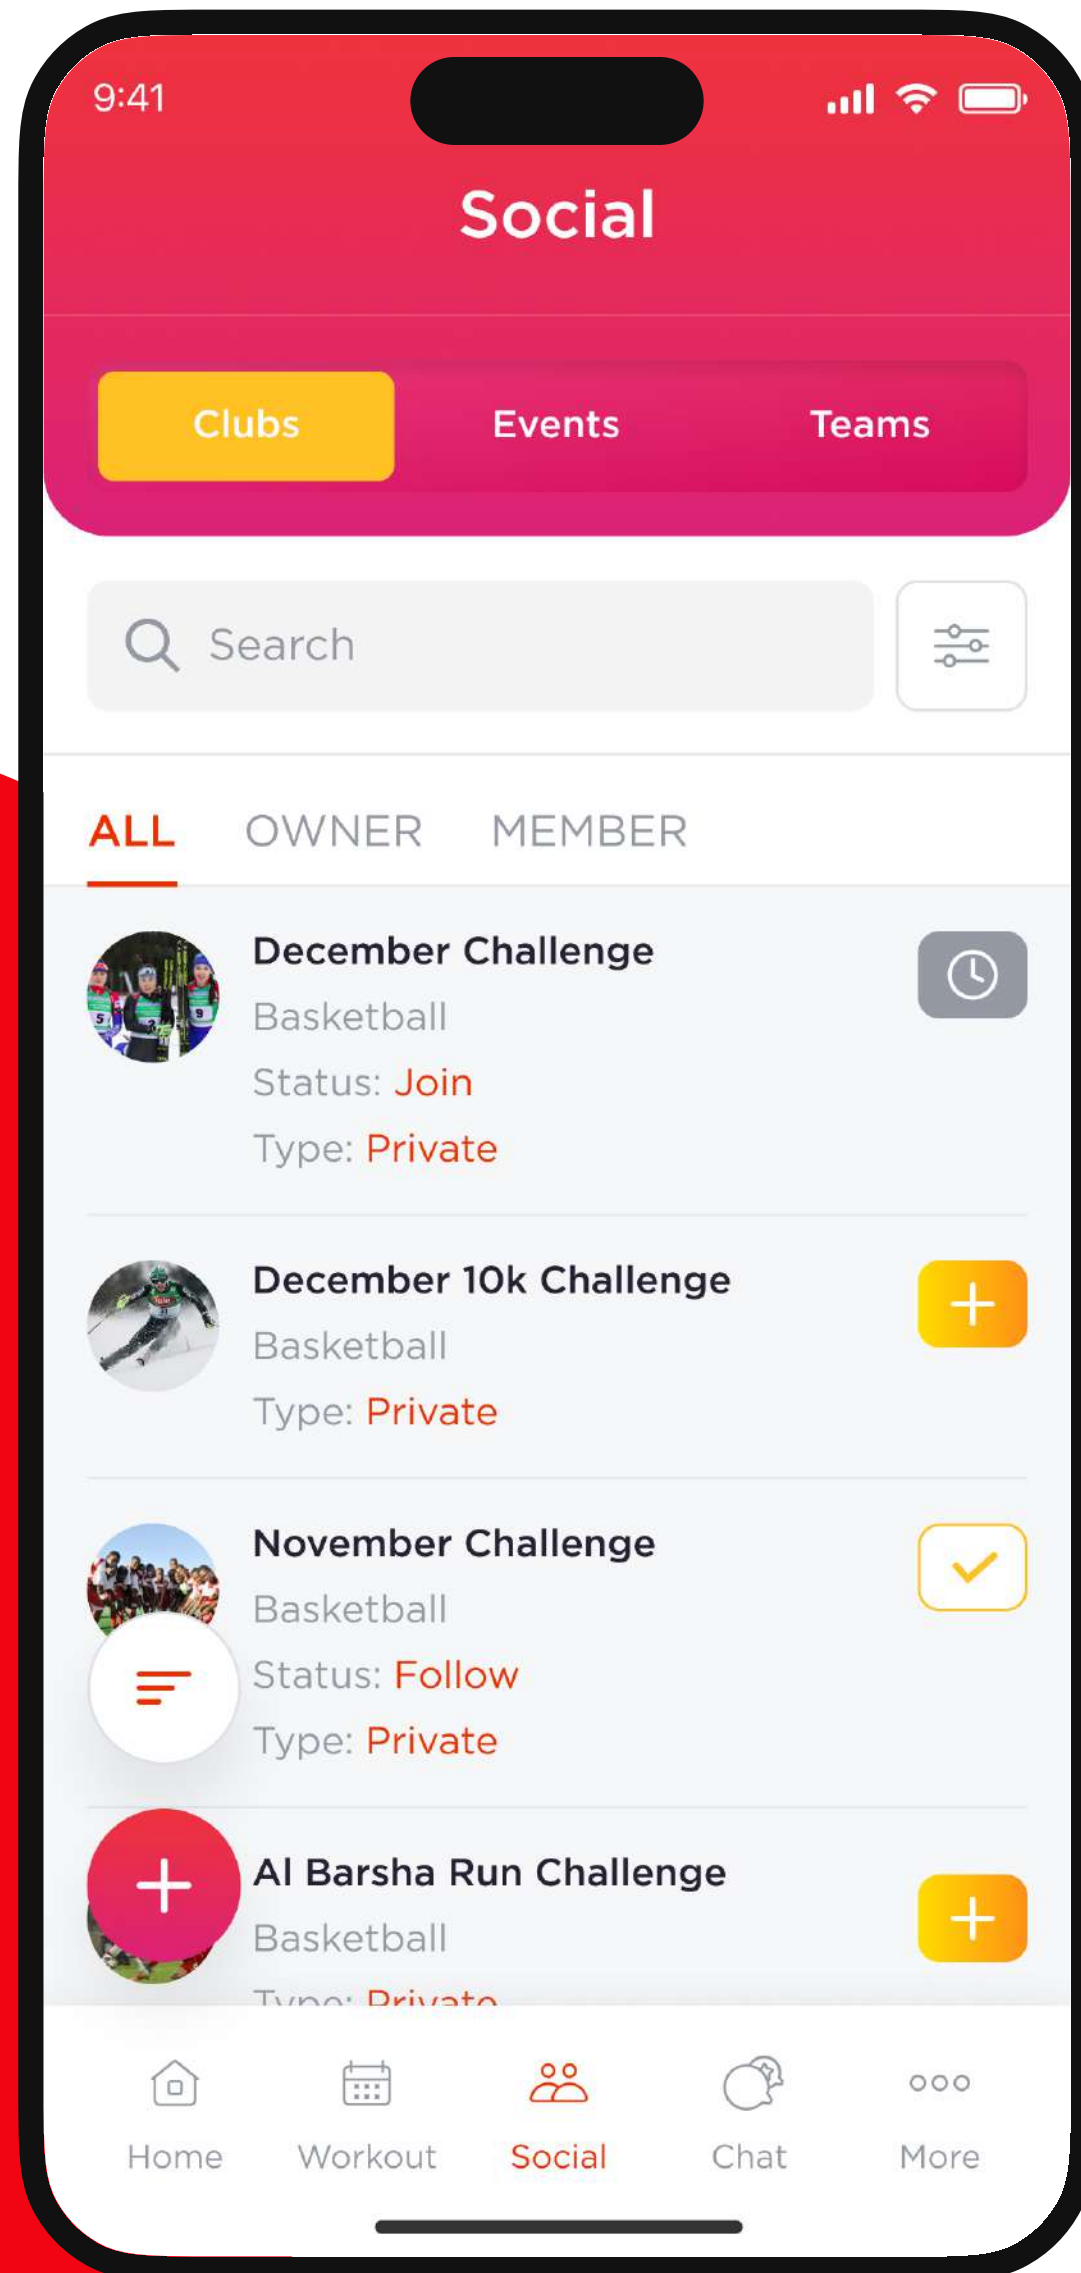 9:41
Social
Clubs Events Teams
Search
ALL OWNER MEMBER
December Challenge
Basketball
Status: Join
Type: Private
December 10k Challenge
Basketball
Type: Private
November Challenge
Basketball
Status: Follow
Type: Private
Al Barsha Run Challenge
Basketball
Type: Private
Home Workout Social Chat More